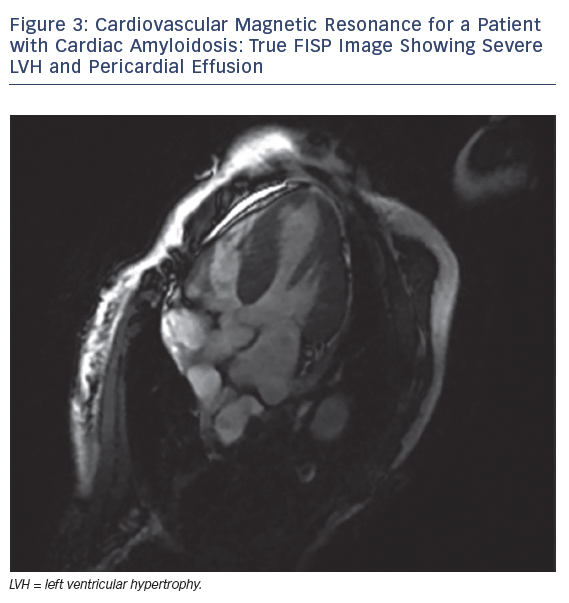 Figure 3: Cardiovascular Magnetic Resonance for a Patient
with Cardiac Amyloidosis: True FISP Image Showing Severe
LVH and Pericardial Effusion
LVH = left ventricular hypertrophy.